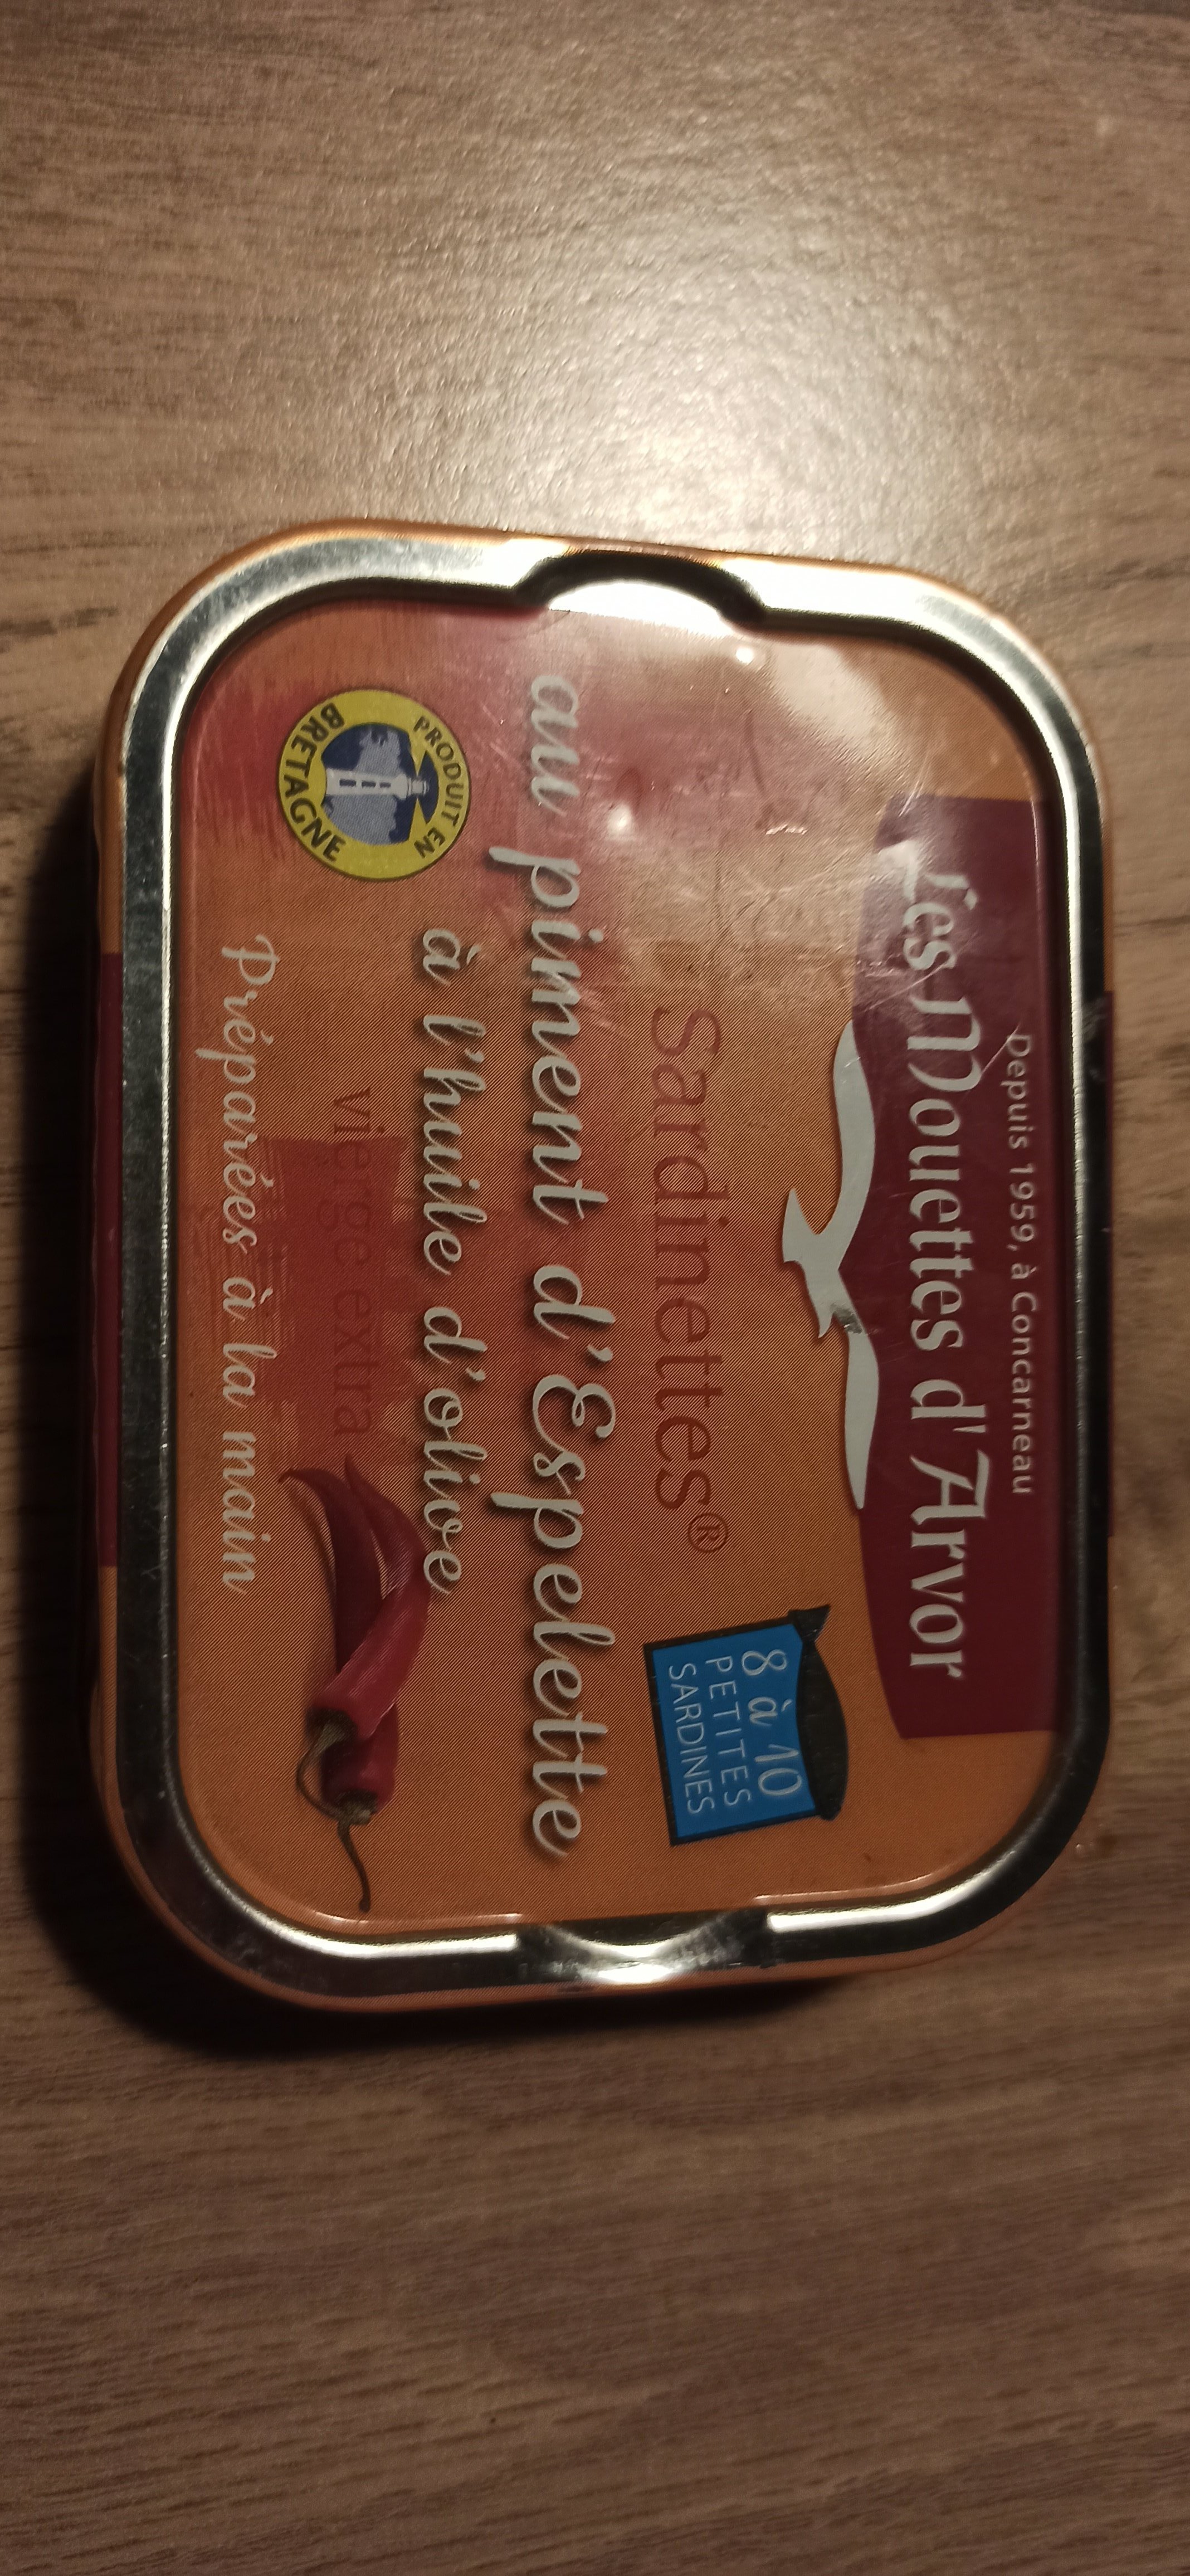 Depuis 1959, à Concarneau
Les Mouettes d'Arvor
8 à 10
PETITES
SARDINES
Sardinettes®
au piment d'Espelette
à l'huile d'olive
vierge extra
PRODUIT EN
BRETAGNE
Préparées à la main